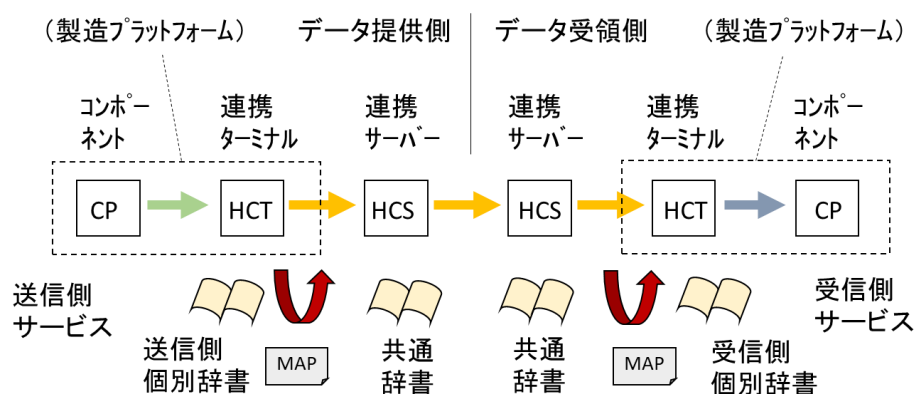 （製造プラットフォーム）
データ提供側
データ受領側
（製造プラットフォーム）
コンポー
ネント
連携
ターミナル
連携
サーバー
連携
サーバー
連携
ターミナル
コンポー
ネント
CP
HCT
HCS
HCS
HCT
CP
送信側
サービス
受信側
サービス
送信側
個別辞書
MAP
共通
辞書
共通
辞書
MAP
受信側
個別辞書